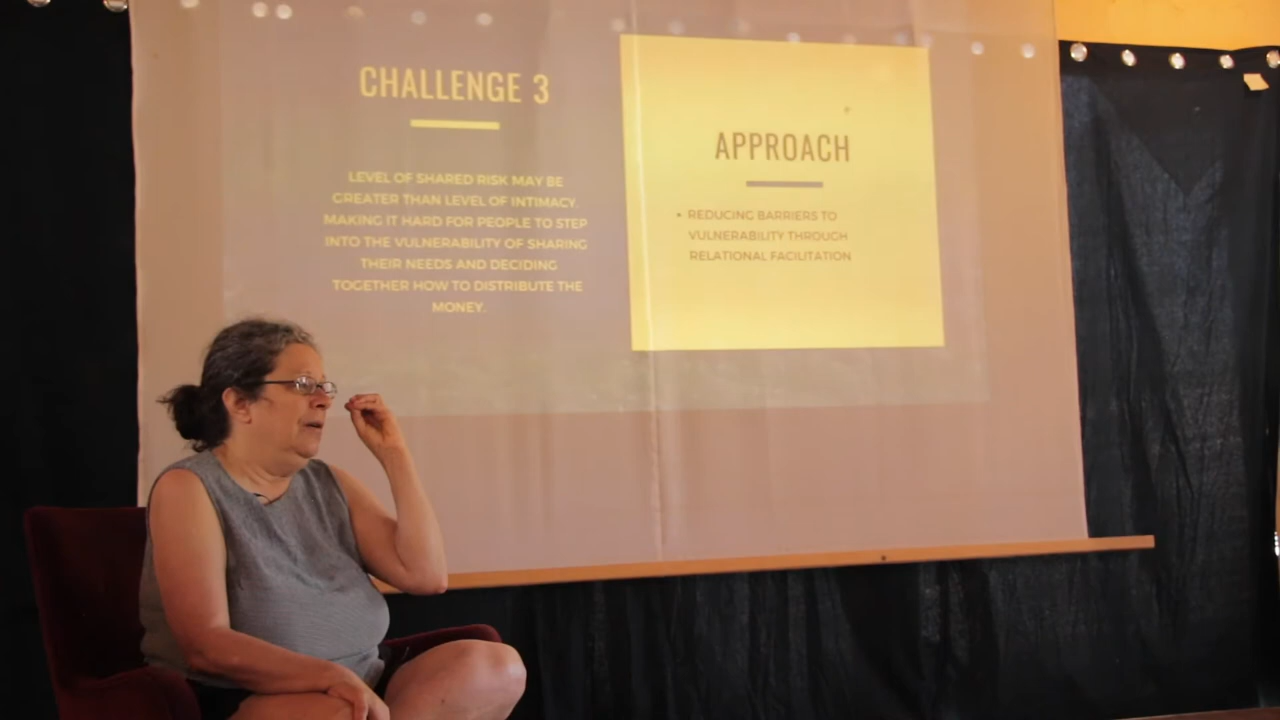 CHALLENGE 3
LEVEL OF SHARED RISK MAY BE
GREATER THAN LEVEL OF INTIMACY,
MAKING IT HARD FOR PEOPLE TO STEP
INTO THE VULNERABILITY OF SHARING
THEIR NEEDS AND DECIDING
TOGETHER HOW TO DISTRIBUTE THE
MONEY.
APPROACH
• REDUCING BARRIERS TO
VULNERABILITY THROUGH
RELATIONAL FACILITATION